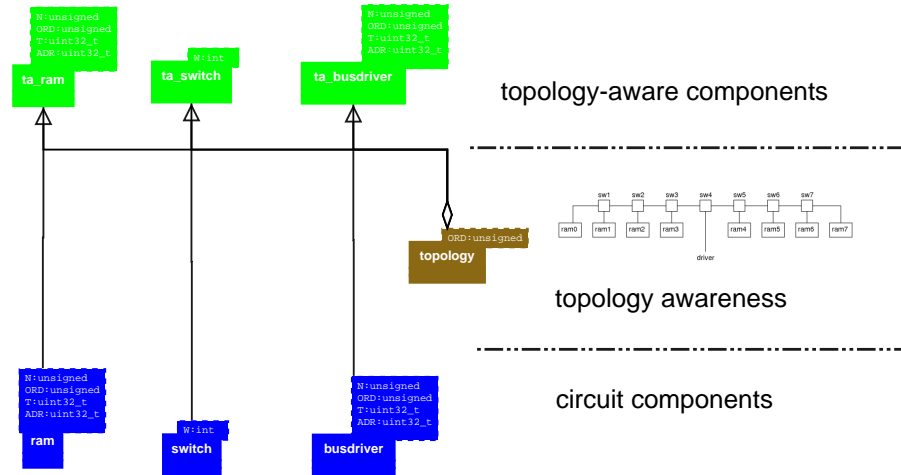 N:unsigned
ORD:unsigned
T:uint32_t
ADR:uint32_t
ta_ram
W:int
ta_switch
N:unsigned
ORD:unsigned
T:uint32_t
ADR:uint32_t
ta_busdriver
topology-aware components
sw1 sw2 sw3 sw4 sw5 sw6 sw7
ram0 ram1 ram2 ram3 ram4 ram5 ram6 ram7
driver
ORD:unsigned
topology
topology awareness
N:unsigned
ORD:unsigned
T:uint32_t
ADR:uint32_t
ram
W:int
switch
N:unsigned
ORD:unsigned
T:uint32_t
ADR:uint32_t
busdriver
circuit components